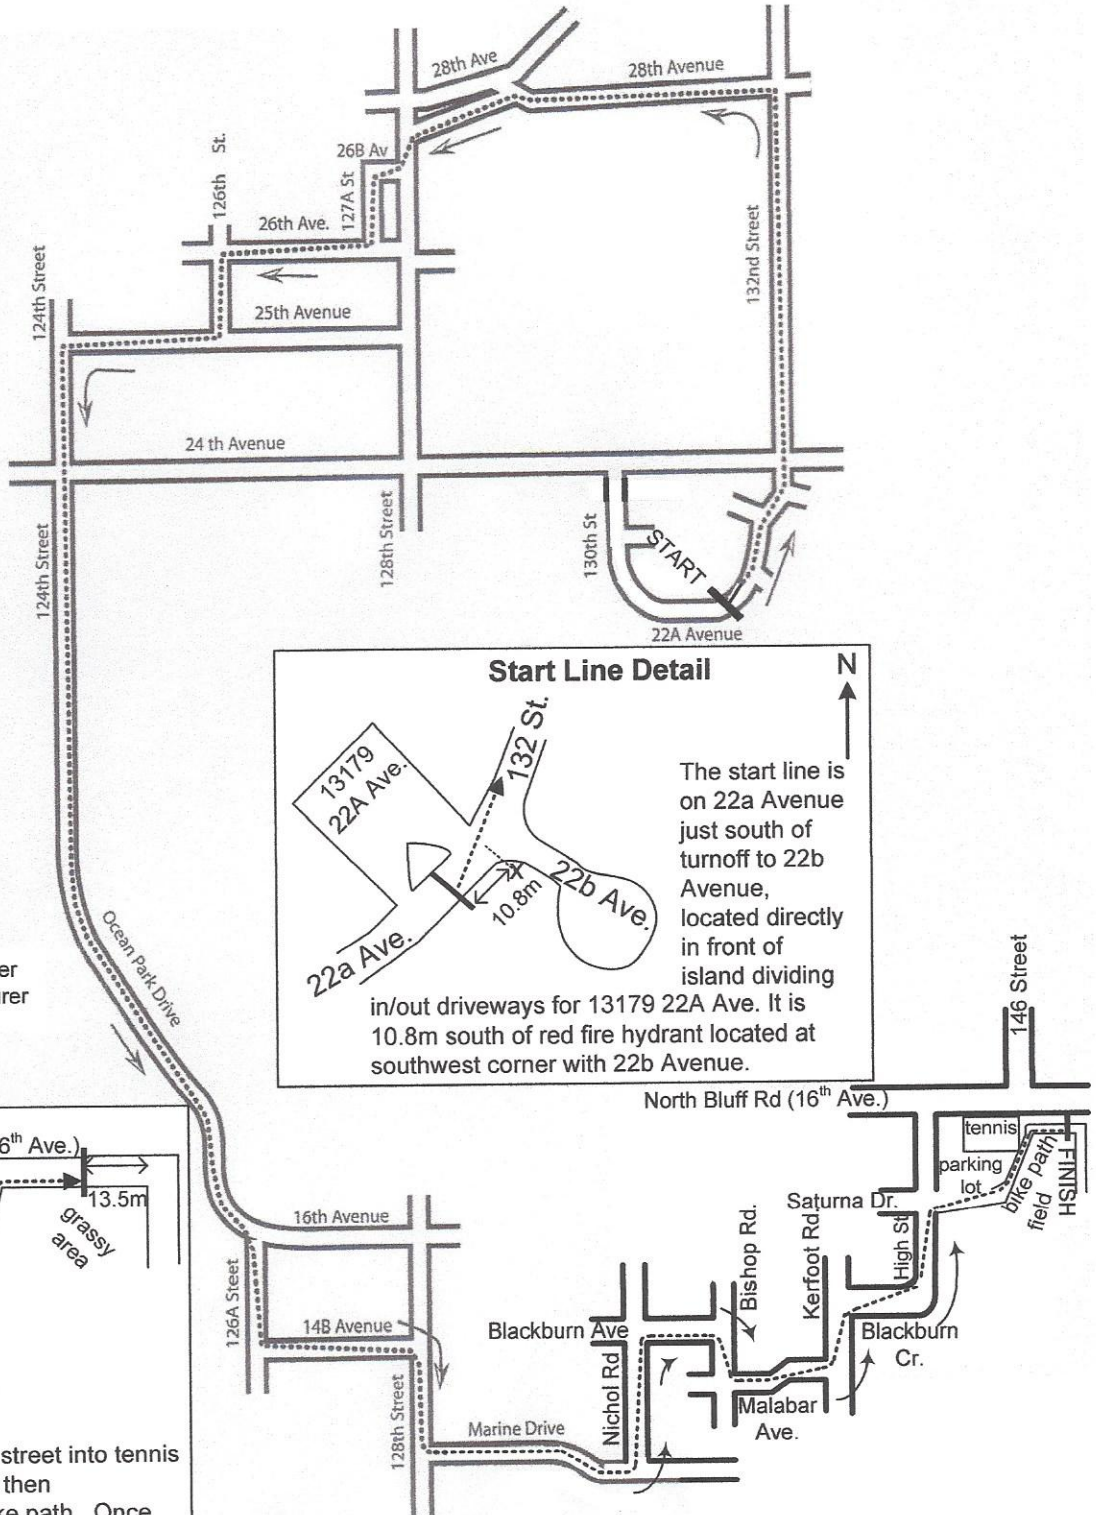 28th Ave
28th Avenue
126th St.
26B Av
127A St
26th Ave.
132nd Street
124th Street
25th Avenue
24 th Avenue
124th Street
128th Street
130th St
START
22A Avenue
Start Line Detail
N
132 St.
13179
22A Ave.
10.8m
22b Ave.
22a Ave.
The start line is
on 22a Avenue
just south of
turnoff to 22b
Avenue,
located directly
in front of
island dividing
in/out driveways for 13179 22A Ave. It is
10.8m south of red fire hydrant located at
southwest corner with 22b Avenue.
Ocean Park Drive
er
rer
146 Street
North Bluff Rd (16th Ave.)
6th Ave.)
13.5m
grassy
area
tennis
parking
lot
bike path
field
FINISH
Saturna Dr.
High St
16th Avenue
Bishop Rd.
Kerfoot Rd
126A Steet
14B Avenue
Blackburn Ave
Blackburn
Cr.
Nichol Rd
Malabar
Ave.
128th Street
Marine Drive
street into tennis
then
ke path. Once